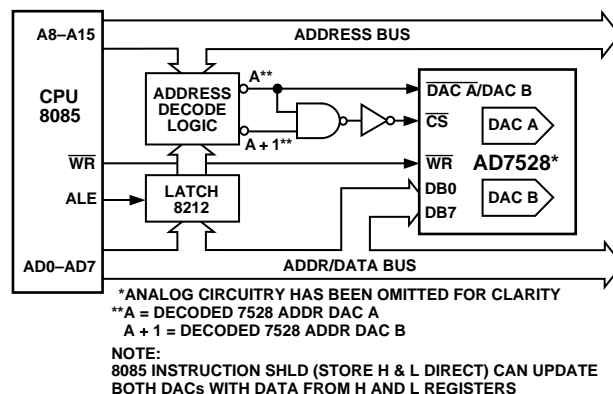 A8–A15
ADDRESS BUS
A**
CPU
8085
ADDRESS
DECODE
LOGIC
DAC A/DAC B
DAC A
CS
A + 1**
WR
WR
AD7528*
ALE
LATCH
8212
DB0
DAC B
DB7
AD0–AD7
ADDR/DATA BUS
*ANALOG CIRCUITRY HAS BEEN OMITTED FOR CLARITY
**A = DECODED 7528 ADDR DAC A
A + 1 = DECODED 7528 ADDR DAC B
NOTE:
8085 INSTRUCTION SHLD (STORE H & L DIRECT) CAN UPDATE
BOTH DACs WITH DATA FROM H AND L REGISTERS